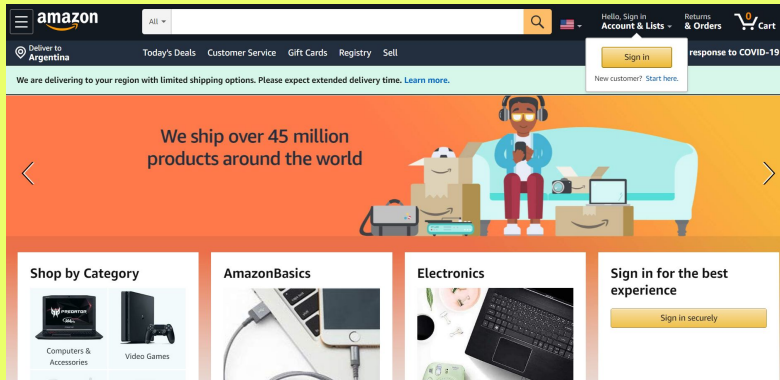 amazon
All
Hello, Sign in
Account & Lists
Returns
& Orders
0
Cart
Deliver to
Argentina
Today's Deals
Customer Service
Gift Cards
Registry
Sell
response to COVID-19
Sign in
New customer? Start here.
We are delivering to your region with limited shipping options. Please expect extended delivery time. Learn more.
We ship over 45 million
products around the world
Shop by Category
PREDATOR
Computers &
Accessories
Video Games
AmazonBasics
Electronics
Sign in for the best
experience
Sign in securely